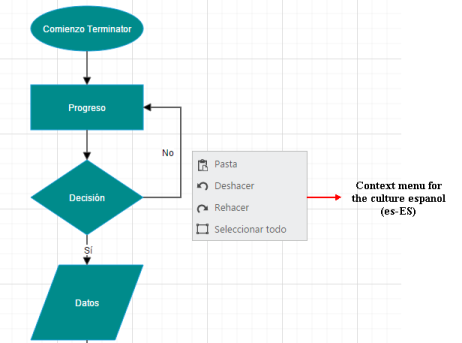 Comienzo Terminator
Progreso
No
Decisión
Sí
Datos
Pasta
Deshacer
Rehacer
Seleccionar todo
Context menu for
the culture espanol
(es-ES)